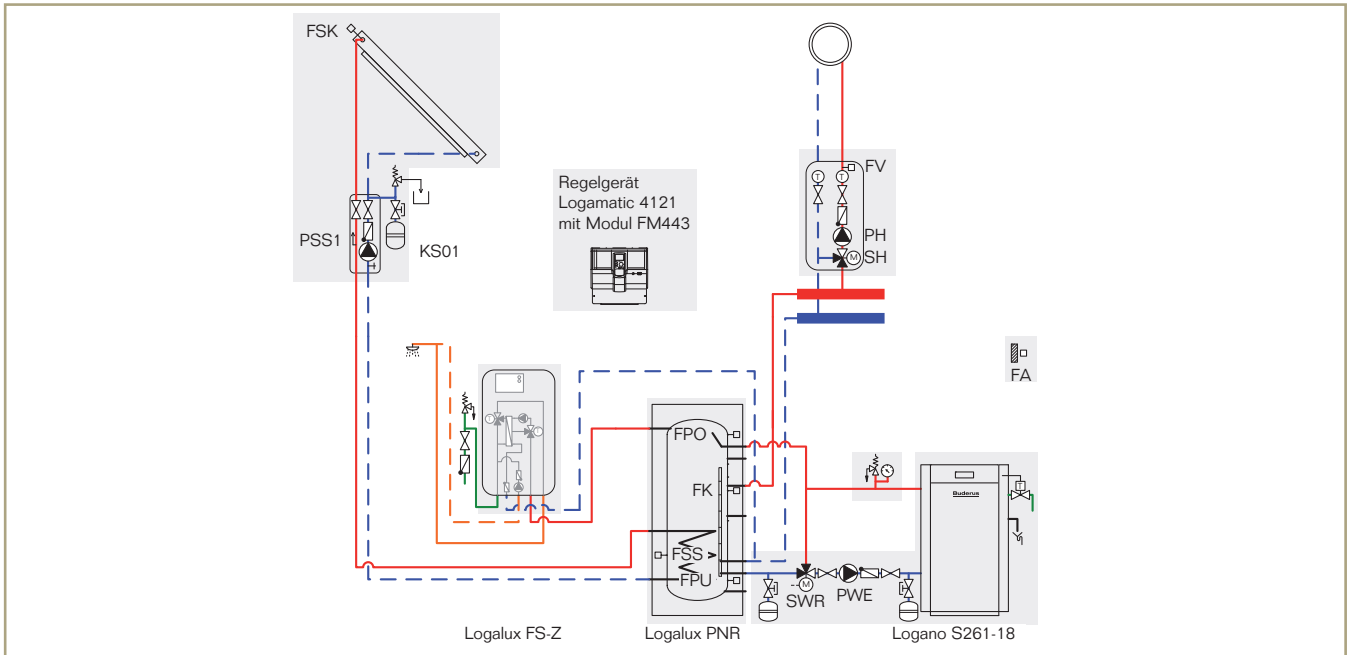 FSK
FV
Regelgerät
Logamatic 4121
mit Modul FM443
T
T
PH
PSS1
KS01
SH
M
FA
T
T
FPO
FK
T
Buderus
FSS
FPU
M
SWR
PWE
Logalux FS-Z
Logalux PNR
Logano S261-18